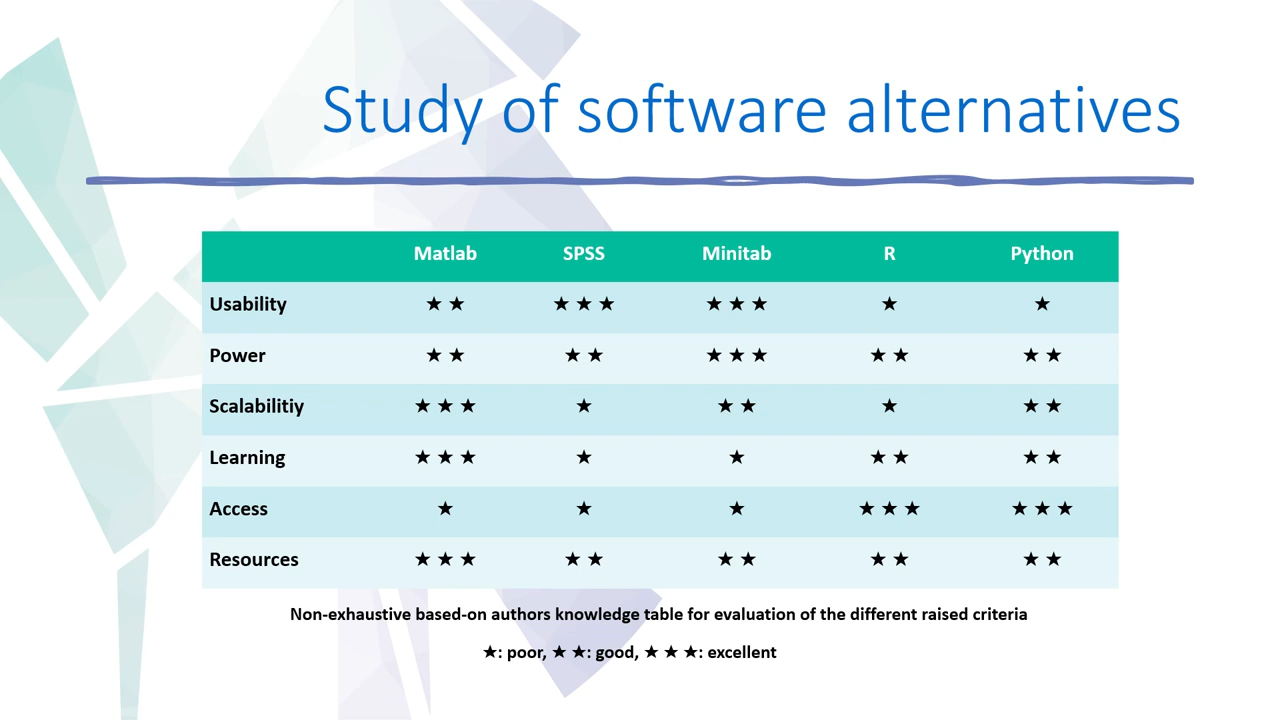 Study of software alternatives
Matlab SPSS Minitab R Python
Usability ★ ★ ★ ★ ★ ★ ★ ★ ★ ★
Power ★ ★ ★ ★ ★ ★ ★ ★ ★ ★ ★
Scalabilitiy ★ ★ ★ ★ ★ ★ ★ ★ ★
Learning ★ ★ ★ ★ ★ ★ ★ ★ ★
Access ★ ★ ★ ★ ★ ★ ★ ★ ★
Resources ★ ★ ★ ★ ★ ★ ★ ★ ★ ★ ★
Non-exhaustive based-on authors knowledge table for evaluation of the different raised criteria
★: poor, ★ ★: good, ★ ★ ★: excellent